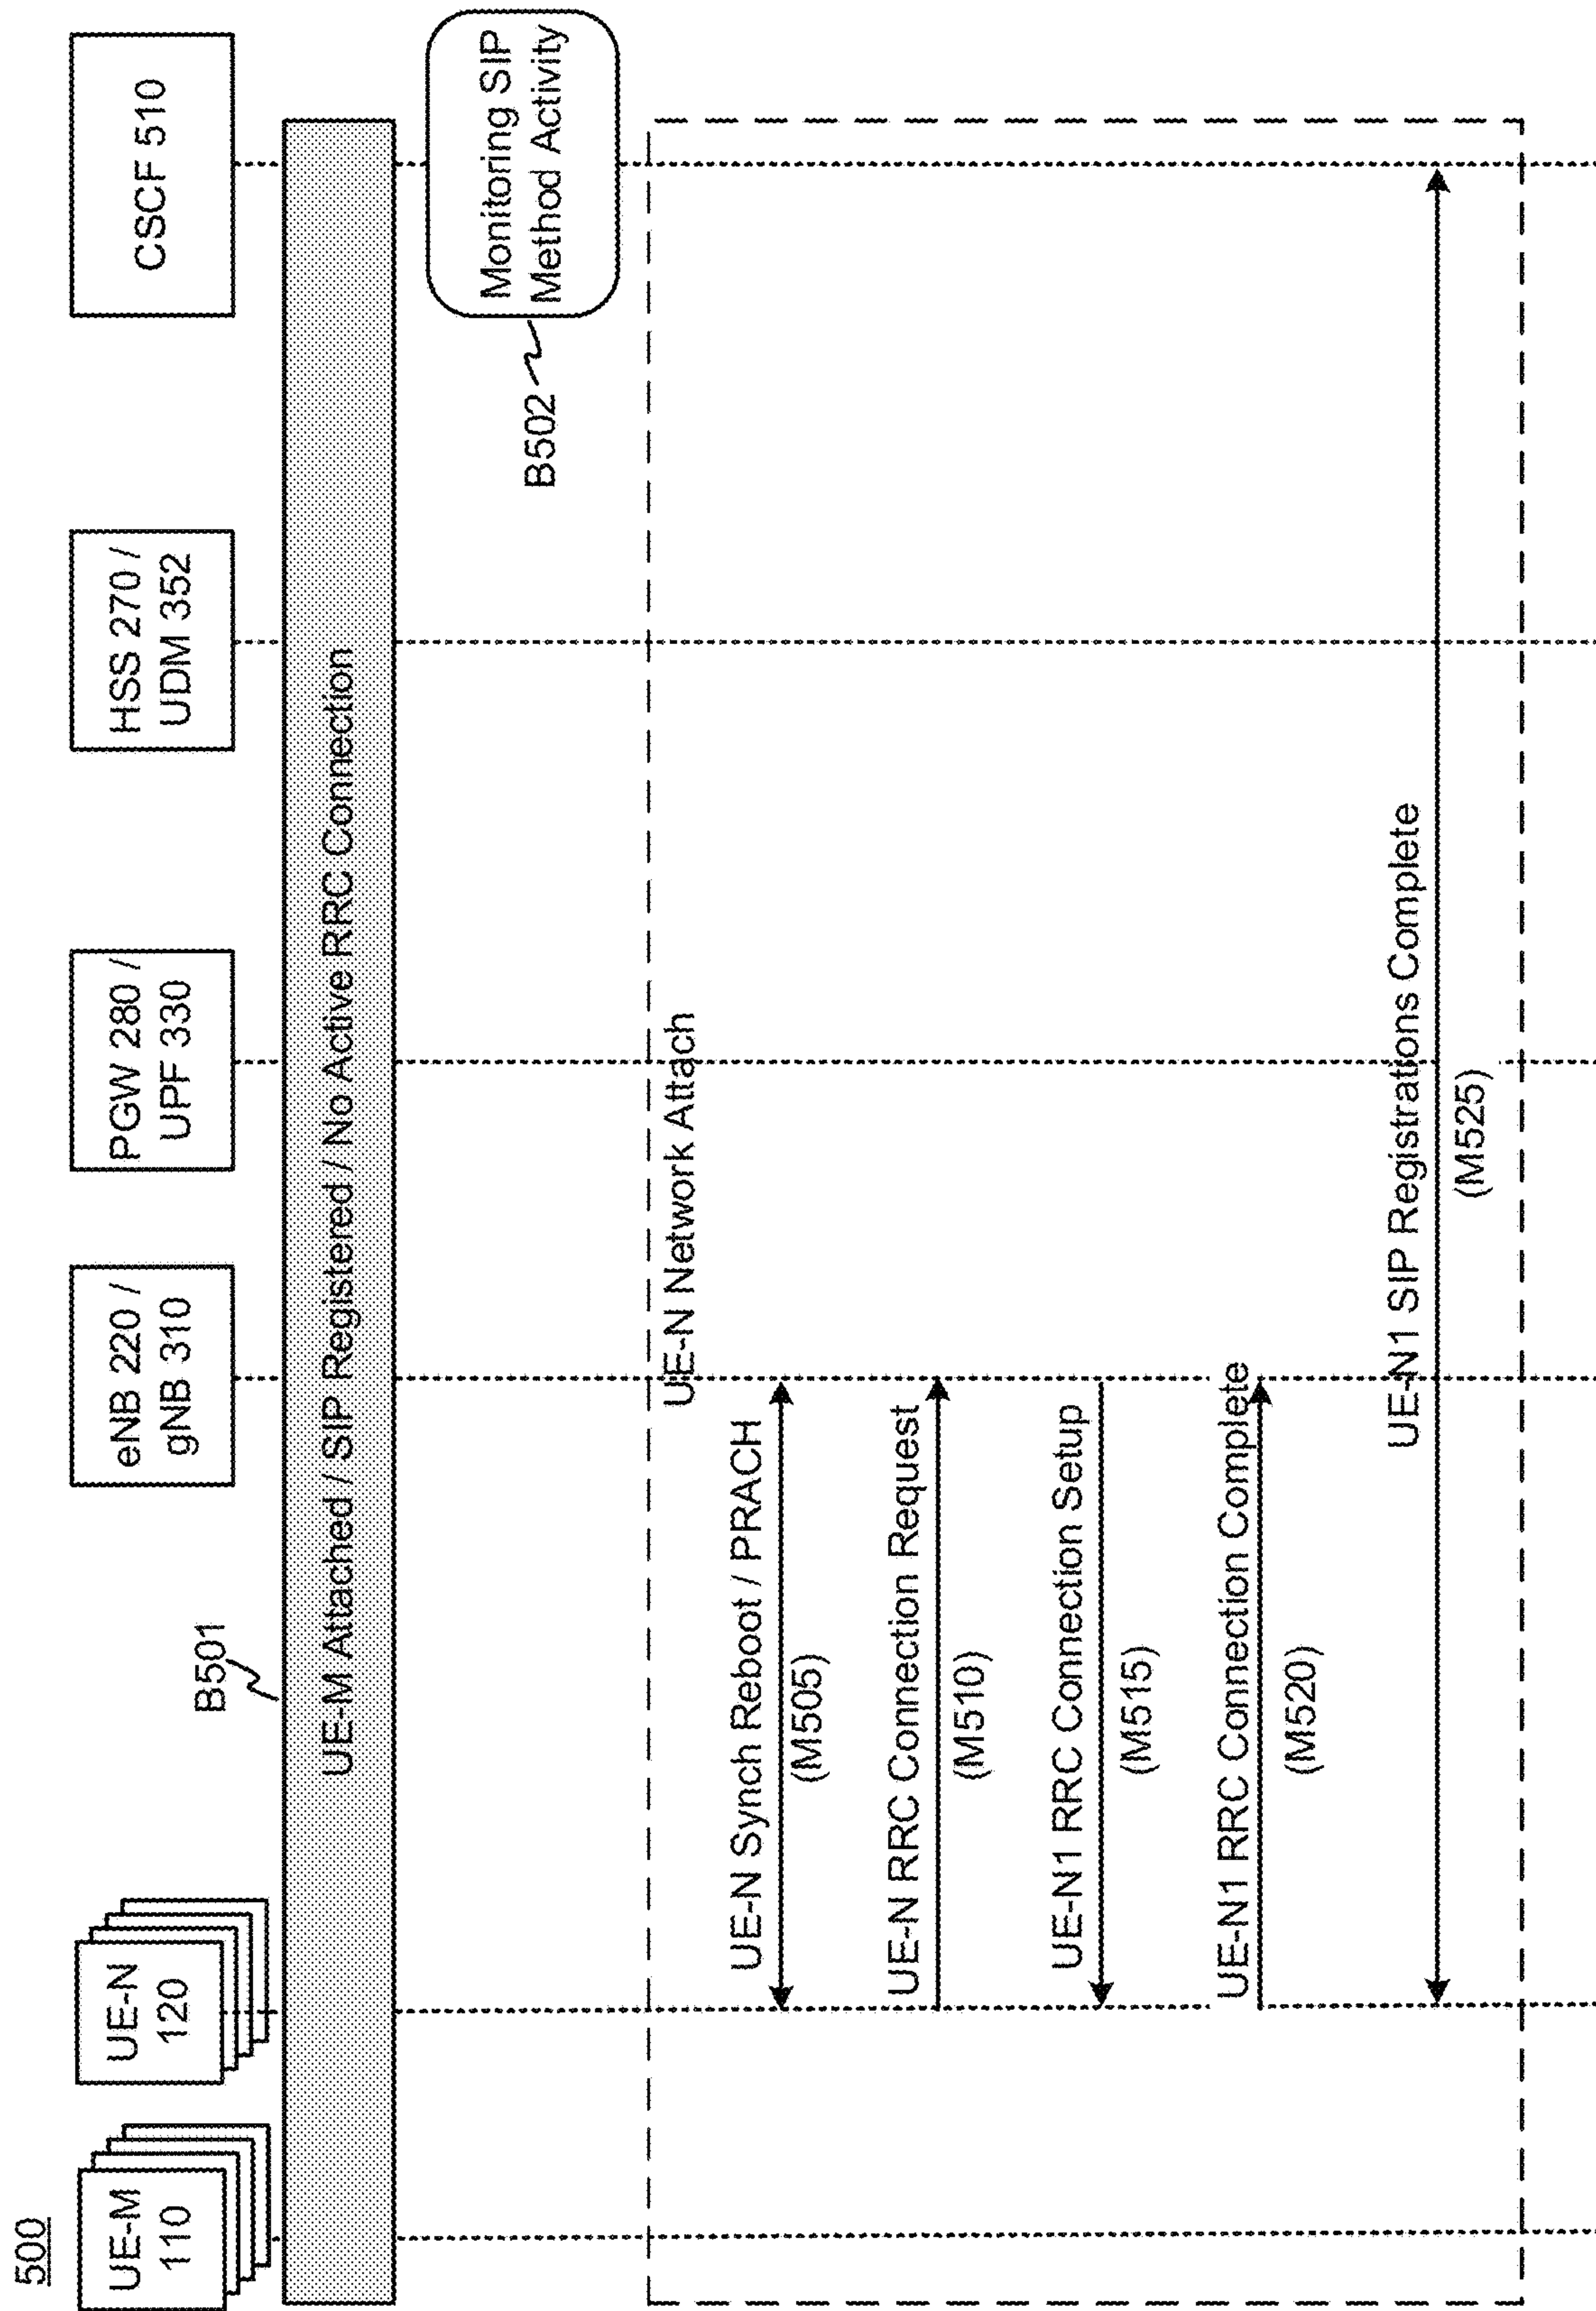 500
UE-M
110
UE-N
120
eNB 220 /
gNB 310
PGW 280 /
UPF 330
HSS 270 /
UDM 352
CSCF 510
B501
UE-M Attached / SIP Registered / No Active RRC Connection
Monitoring SIP
Method Activity
B502
UE-N Network Attach
UE-N Synch Reboot / PRACH
(M505)
UE-N RRC Connection Request
(M510)
UE-N1 RRC Connection Setup
(M515)
UE-N1 RRC Connection Complete
(M520)
UE-N1 SIP Registrations Complete
(M525)